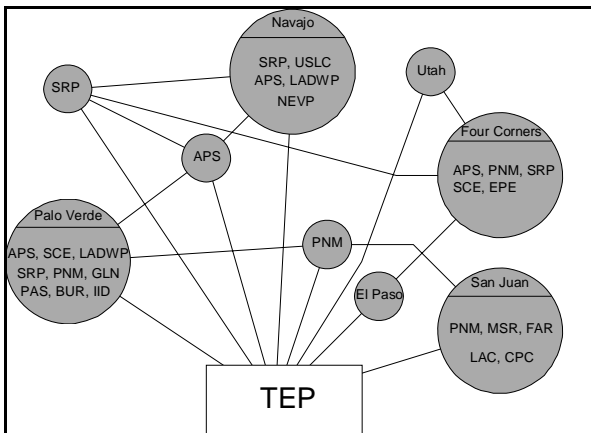 Navajo
SRP, USLC
APS, LADWP
NEVP
Utah
SRP
Four Corners
APS, PNM, SRP
SCE, EPE
APS
Palo Verde
APS, SCE, LADWP
SRP, PNM, GLN
PAS, BUR, IID
PNM
El Paso
San Juan
PNM, MSR, FAR
LAC, CPC
TEP